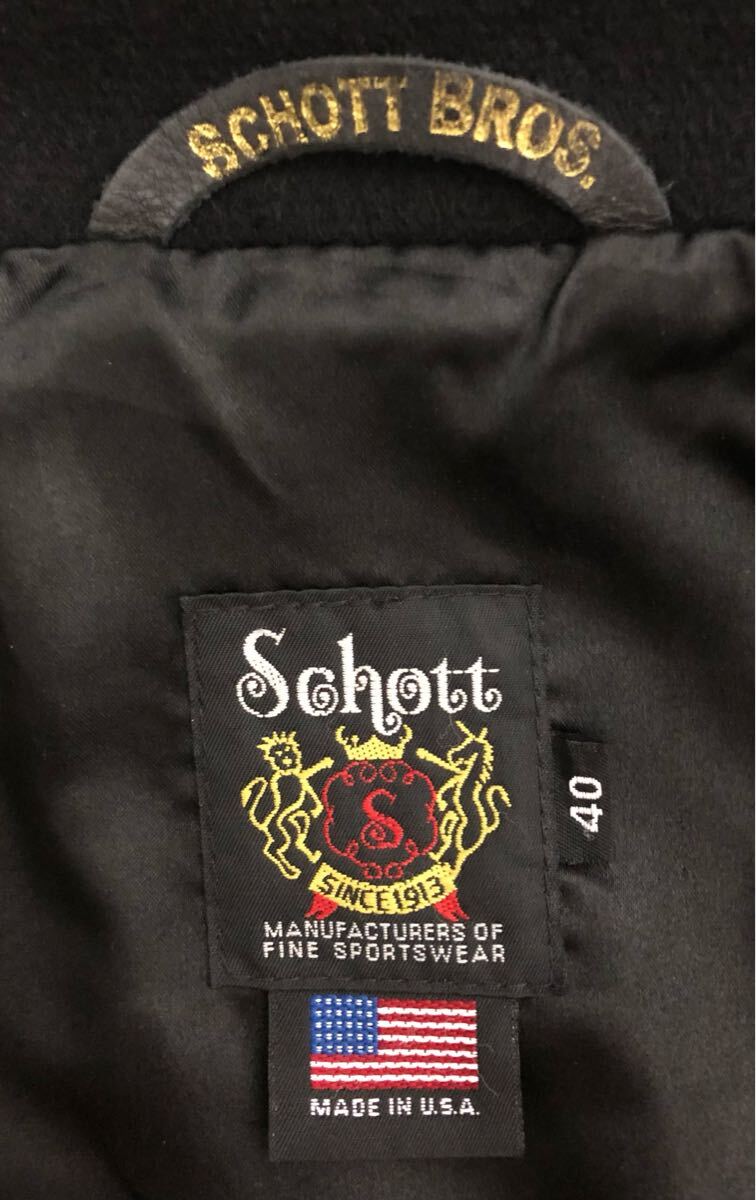 SCHOTT BROS.
Schott
S
SINCE 1913
MANUFACTURERS OF
FINE SPORTSWEAR
40
MADE IN U.S.A.